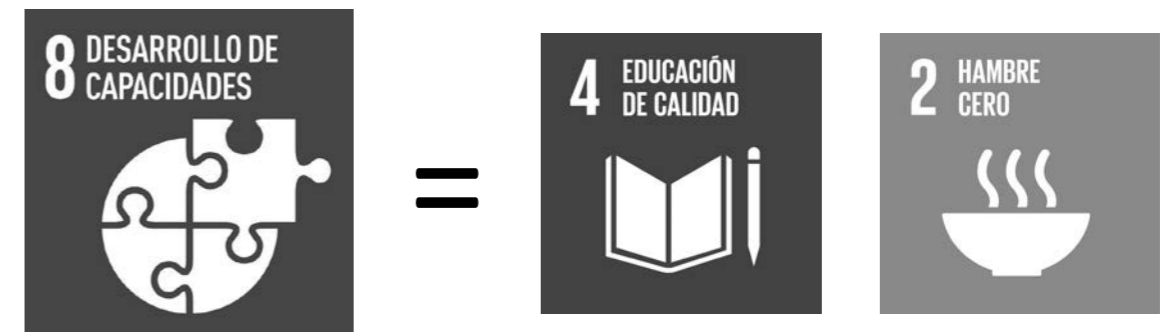 8 DESARROLLO DE
CAPACIDADES
=
4 EDUCACIÓN
DE CALIDAD
2 HAMBRE
CERO